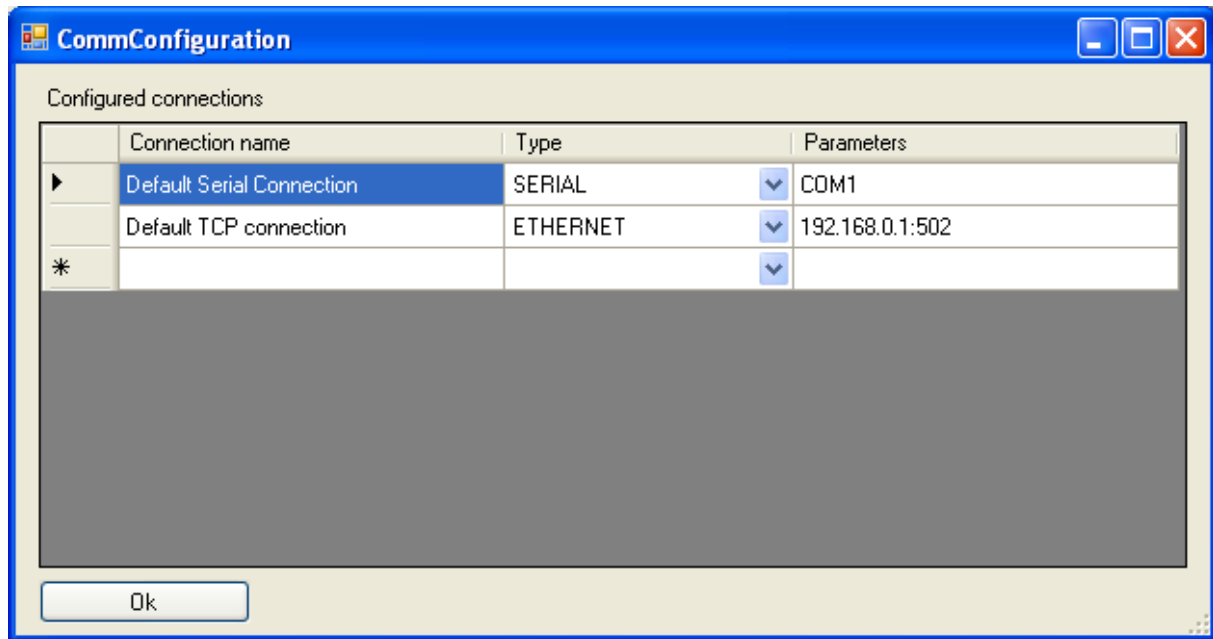 CommConfiguration
Configured connections
Connection name Type Parameters
Default Serial Connection SERIAL COM1
Default TCP connection ETHERNET 192.168.0.1:502
Ok